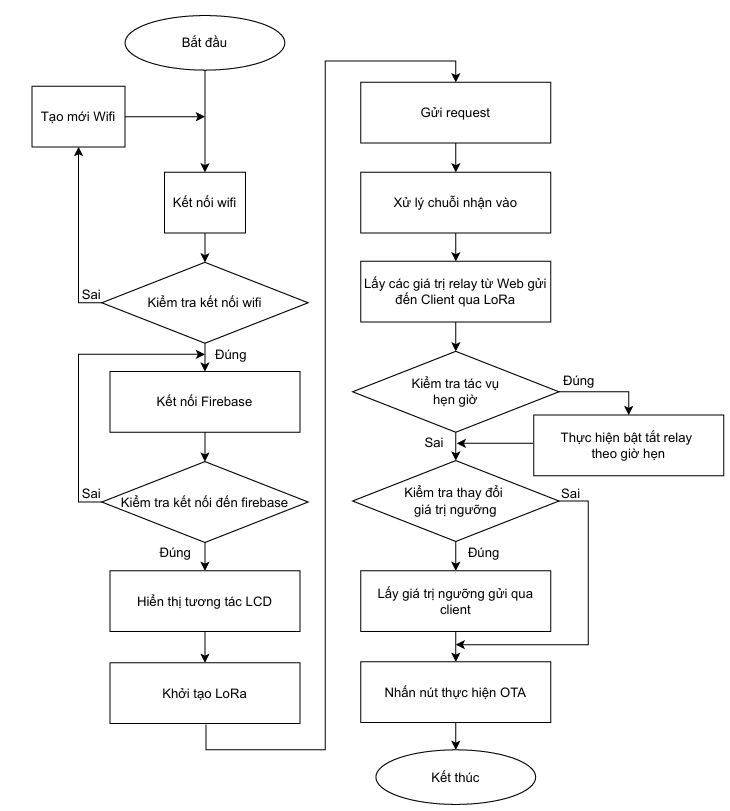 Bắt đầu
Tạo mới Wifi
Kết nối wifi
Kiểm tra kết nối wifi
Sai
Đúng
Kết nối Firebase
Kiểm tra kết nối đến firebase
Sai
Đúng
Hiển thị tương tác LCD
Khởi tạo LoRa
Gửi request
Xử lý chuỗi nhận vào
Lấy các giá trị relay từ Web gửi
đến Client qua LoRa
Kiểm tra tác vụ
hẹn giờ
Đúng
Thực hiện bật tắt relay
theo giờ hẹn
Sai
Kiểm tra thay đổi
giá trị ngưỡng
Sai
Đúng
Lấy giá trị ngưỡng gửi qua
client
Nhấn nút thực hiện OTA
Kết thúc